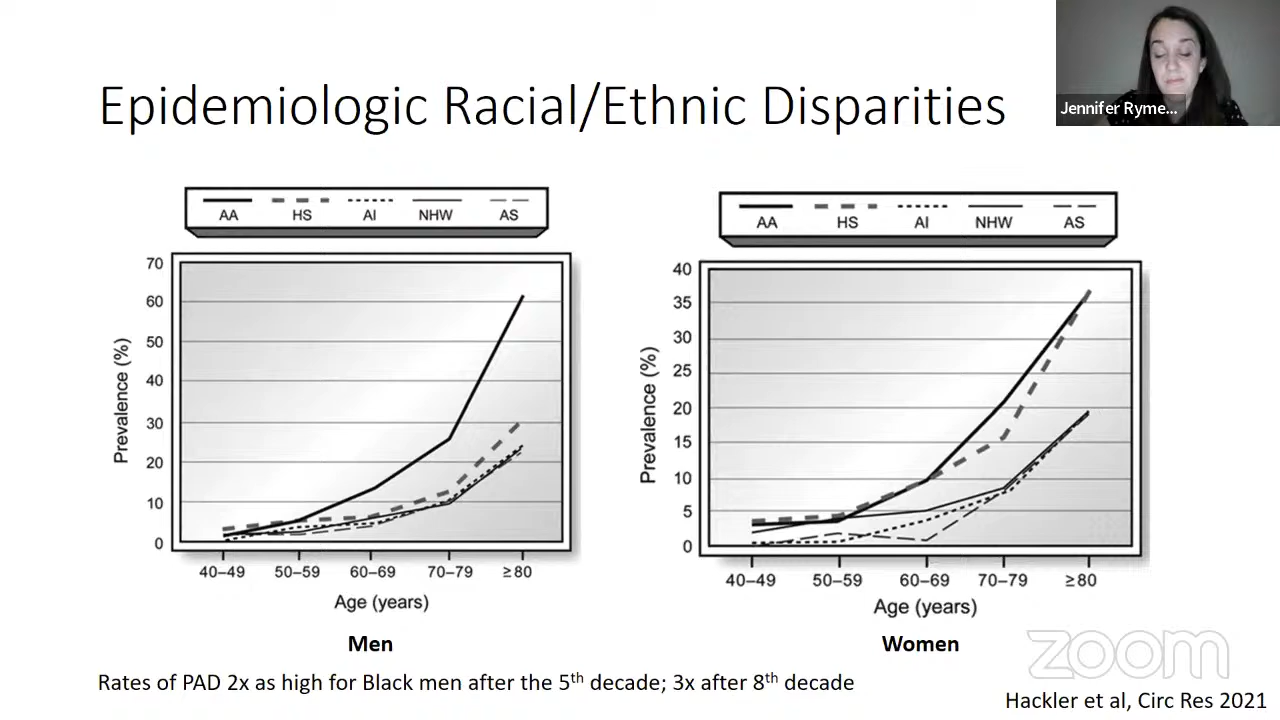 Epidemiologic Racial/Ethnic Disparities
Jennifer Ryme...
AA HS AI NHW AS
70
60
50
40
30
20
10
0
Prevalence (%)
40–49 50–59 60–69 70–79 ≥80
Age (years)
Men
AA HS AI NHW AS
40
35
30
25
20
15
10
5
0
Prevalence (%)
40–49 50–59 60–69 70–79 ≥80
Age (years)
Women
Rates of PAD 2x as high for Black men after the 5th decade; 3x after 8th decade
zoom
Hackler et al, Circ Res 2021